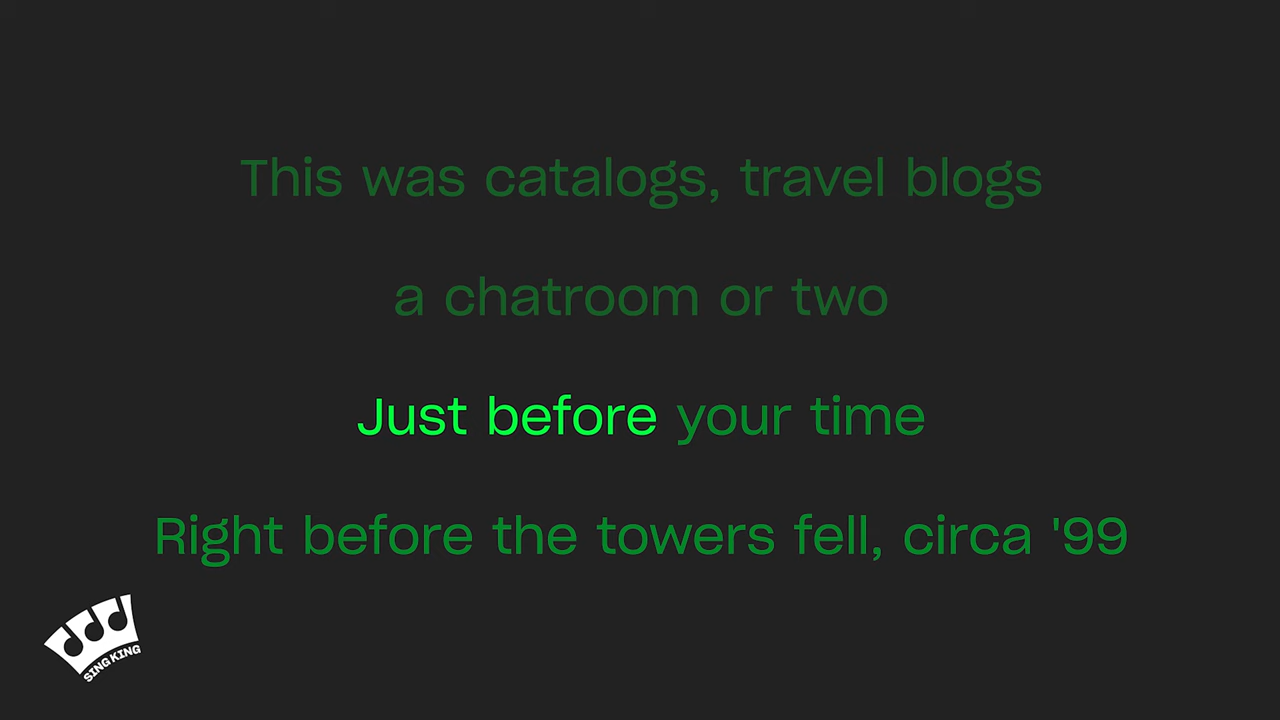 This was catalogs, travel blogs
a chatroom or two
Just before your time
Right before the towers fell, circa '99
SING KING